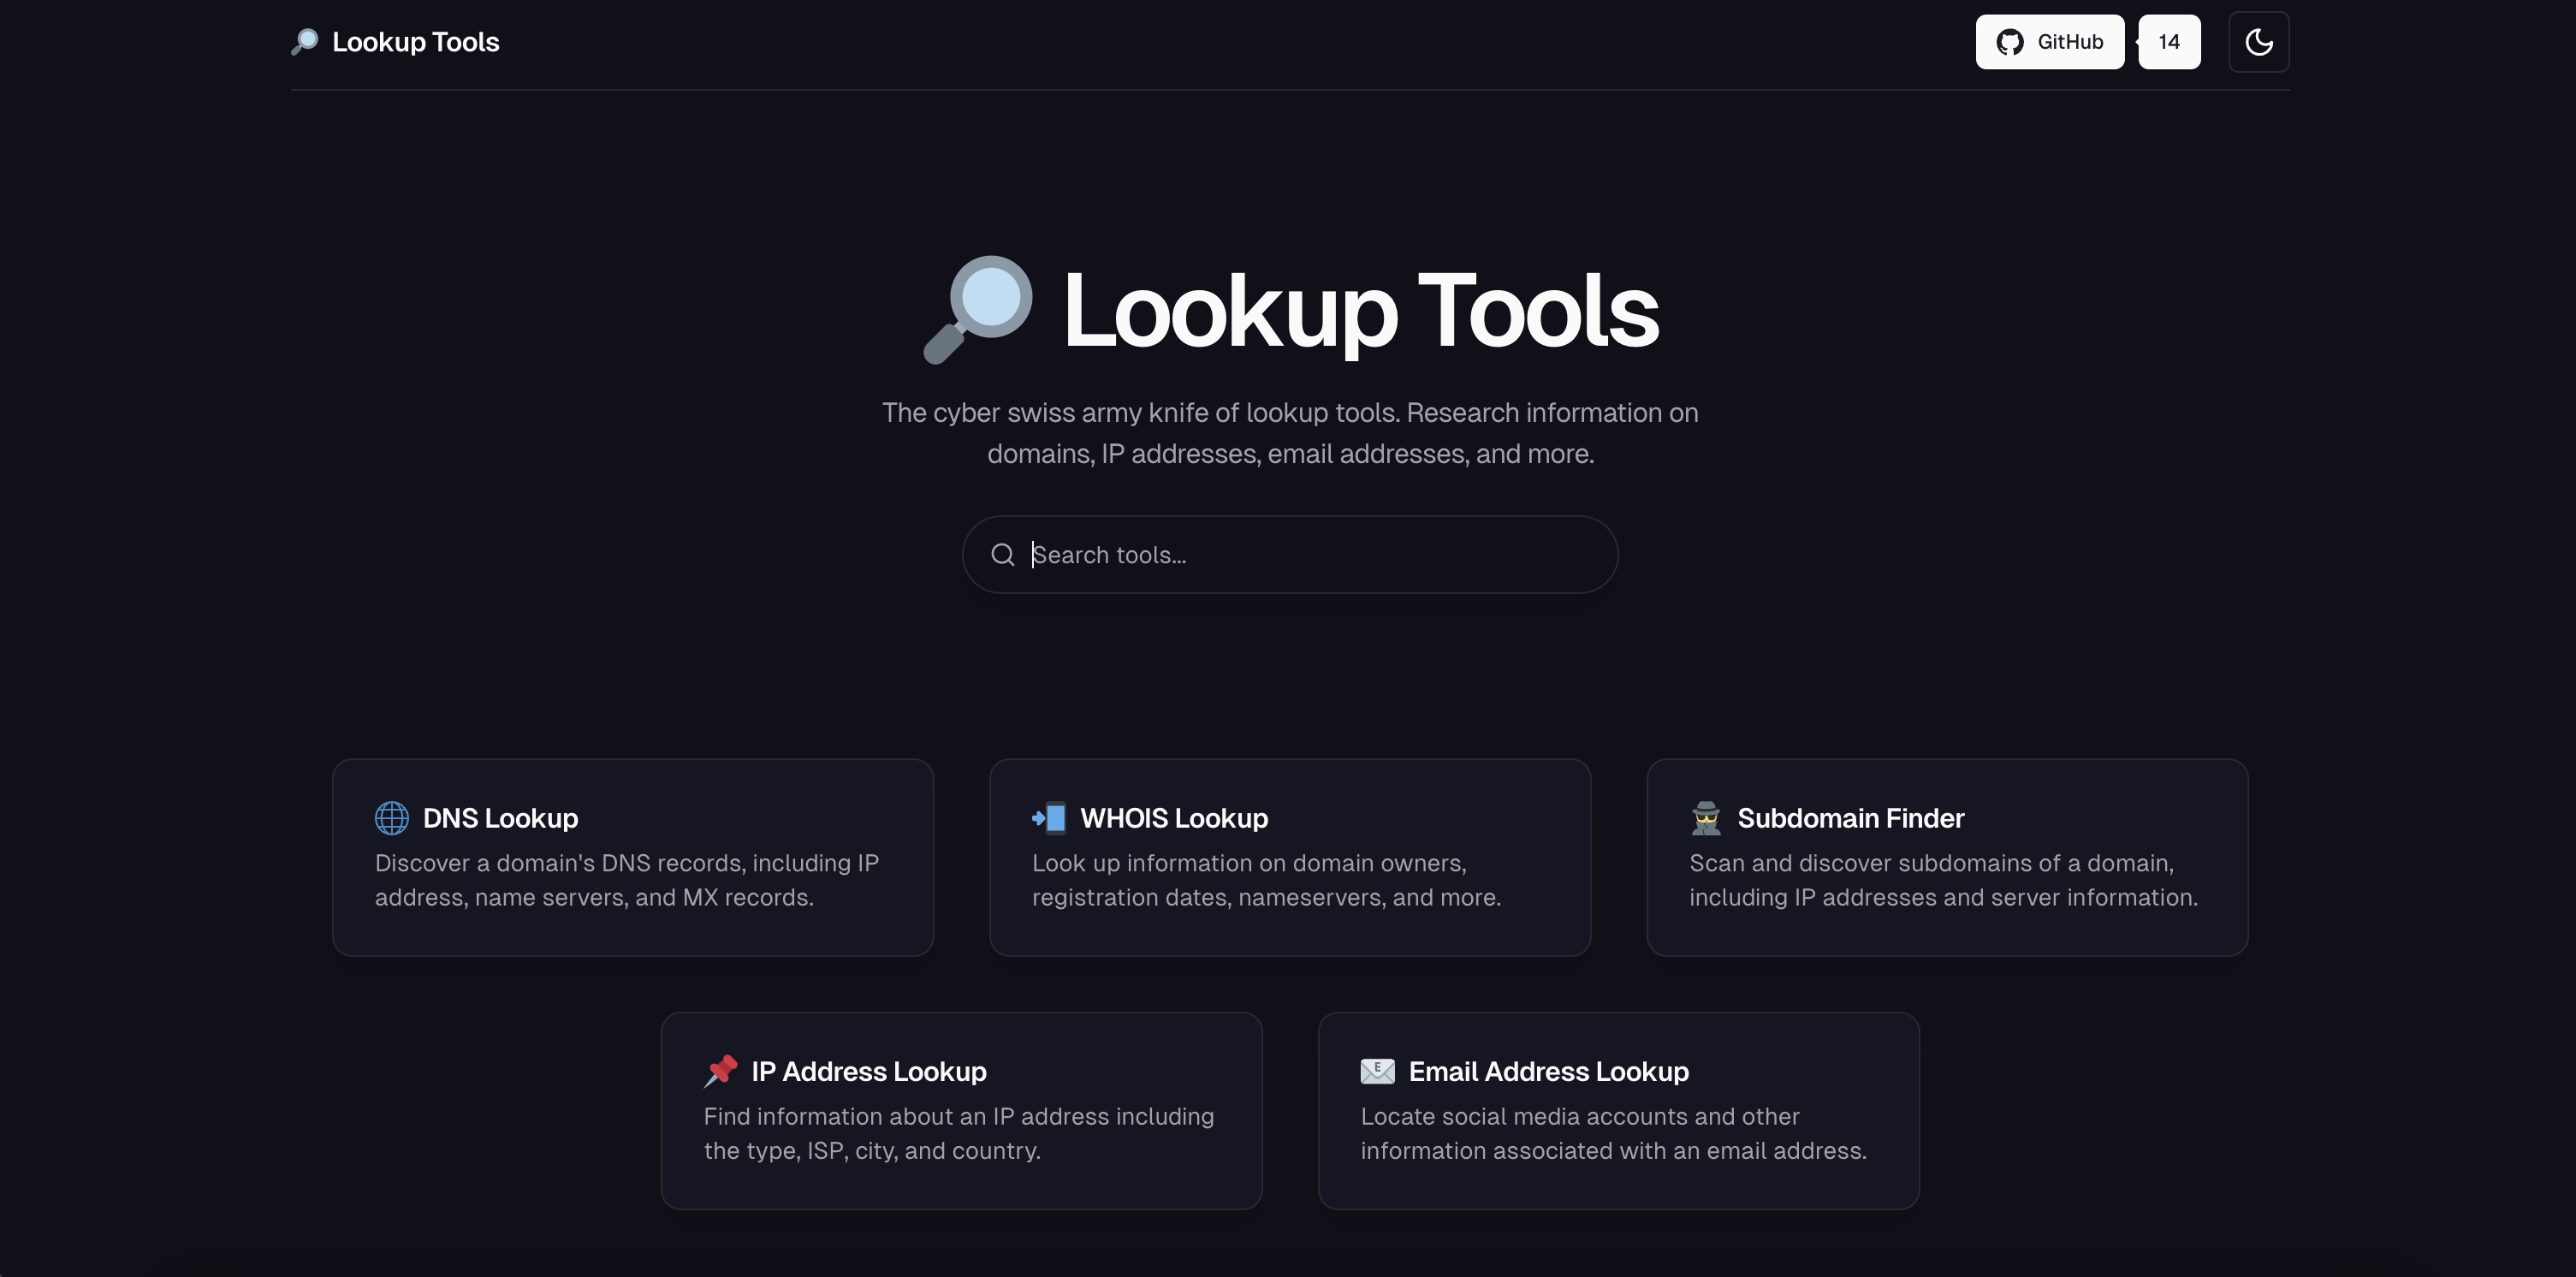 Lookup Tools
GitHub
14
Lookup Tools
The cyber swiss army knife of lookup tools. Research information on
domains, IP addresses, email addresses, and more.
Search tools...
DNS Lookup
Discover a domain's DNS records, including IP
address, name servers, and MX records.
WHOIS Lookup
Look up information on domain owners,
registration dates, nameservers, and more.
Subdomain Finder
Scan and discover subdomains of a domain,
including IP addresses and server information.
IP Address Lookup
Find information about an IP address including
the type, ISP, city, and country.
E
Email Address Lookup
Locate social media accounts and other
information associated with an email address.